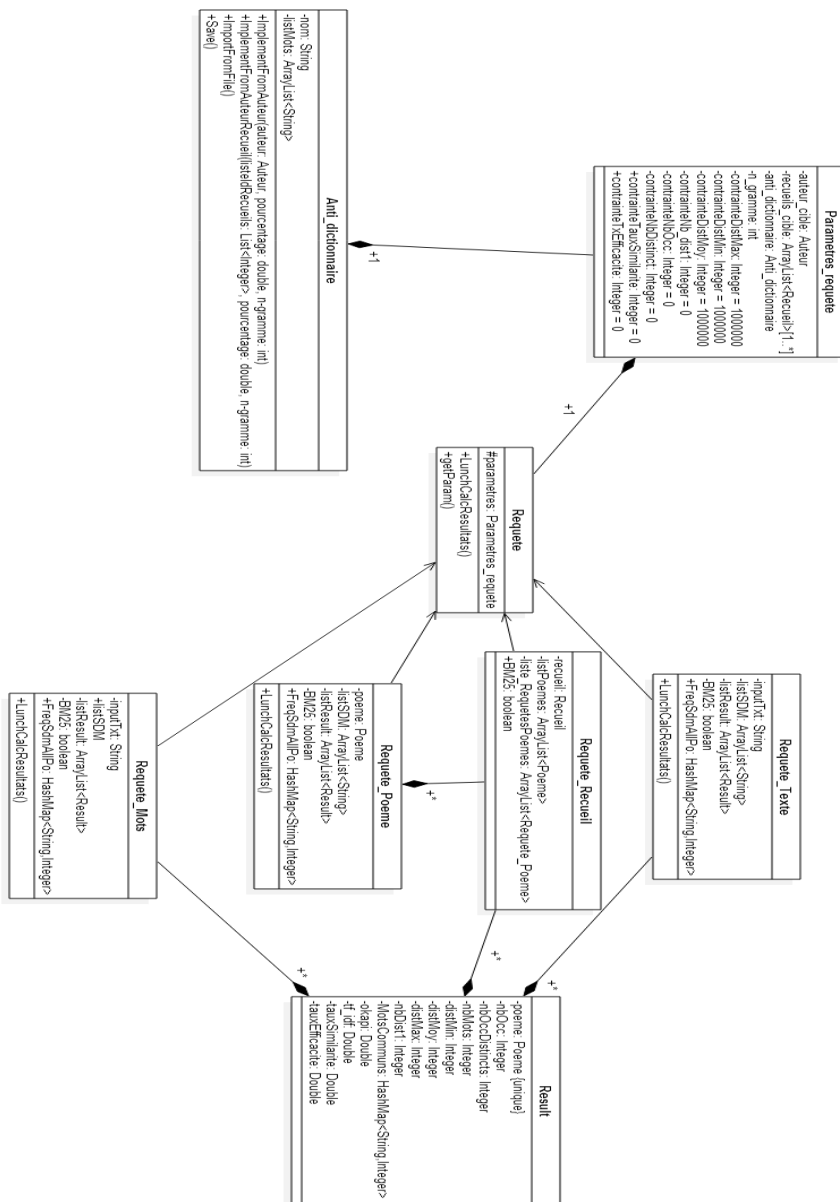 Parametres_requete
-auteur_cible: Auteur
-recueils_cible: ArrayList<Recueil>[1..*]
-anti_dictionnaire: Anti_dictionnaire
-n_gramme: int
-contrainteDistMax: Integer = 1000000
-contrainteDistMin: Integer = 1000000
-contrainteDistMoy: Integer = 1000000
-contrainteNb_dist1: Integer = 0
-contrainteNbOcc: Integer = 0
-contrainteNbDistinct: Integer = 0
+contrainteTauxSimilarite: Integer = 0
+contrainteTxEfficacite: Integer = 0
+1
Anti_dictionnaire
-nom: String
-listMots: ArrayList<String>
+ImplementFromAuteur(auteur: Auteur, pourcentage: double, n-gramme: int)
+ImplementFromAuteurRecueil(listeIdRecueils: List<Integer>, pourcentage: double, n-gramme: int)
+ImportFromFile()
+Save()
+1
Requete
#parametres: Parametres_requete
+LunchCalcResultats()
+getParam()
Requete_Texte
-inputTxt: String
-listSDM: ArrayList<String>
-listResult: ArrayList<Result>
-BM25: boolean
+FreqSdmAllPo: HashMap<String,Integer>
+LunchCalcResultats()
Requete_Recueil
-recueil: Recueil
-listPoemes: ArrayList<Poeme>
-liste_RequetesPoemes: ArrayList<Requete_Poeme>
+BM25: boolean
+*
Requete_Poeme
-poeme: Poeme
-listSDM: ArrayList<String>
-listResult: ArrayList<Result>
-BM25: boolean
+FreqSdmAllPo: HashMap<String,Integer>
+LunchCalcResultats()
Requete_Mots
-inputTxt: String
+listSDM
-listResult: ArrayList<Result>
-BM25: boolean
+FreqSdmAllPo: HashMap<String,Integer>
+LunchCalcResultats()
+*
+*
+*
Result
-poeme: Poeme {unique}
-nbOcc: Integer
-nbOccDistincts: Integer
-nbMots: Integer
-distMin: Integer
-distMoy: Integer
-distMax: Integer
-nbDist1: Integer
-MotsCommuns: HashMap<String,Integer>
-okapi: Double
-tf_idf: Double
-tauxSimilarite: Double
-tauxEfficacite: Double